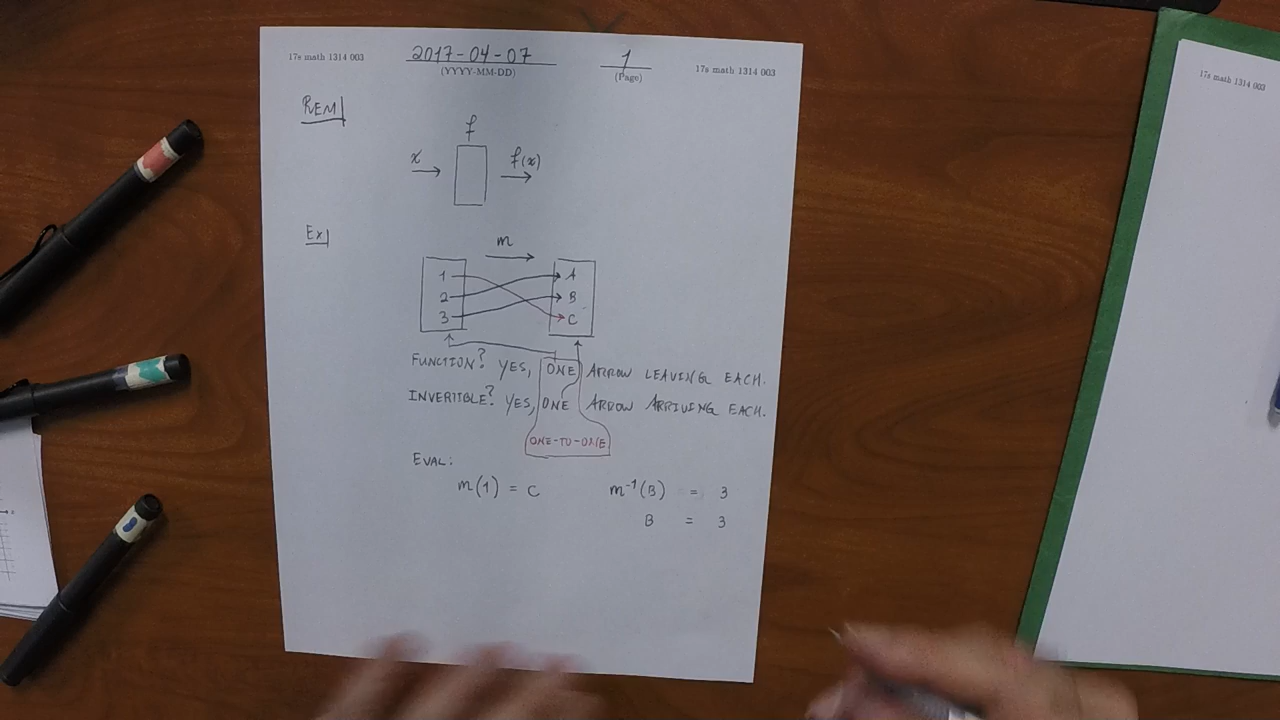 17s math 1314 003 2017-04-07 1 17s math 1314 003
(YYYY-MM-DD) (Page)
REM
f
x f(x)
Ex
m
1 A
2 B
3 C
FUNCTION? YES, ONE ARROW LEAVING EACH.
INVERTIBLE? YES, ONE ARROW ARRIVING EACH.
ONE-TO-ONE
EVAL:
m(1) = C m⁻¹(B) = 3
B = 3
17s math 1314 003